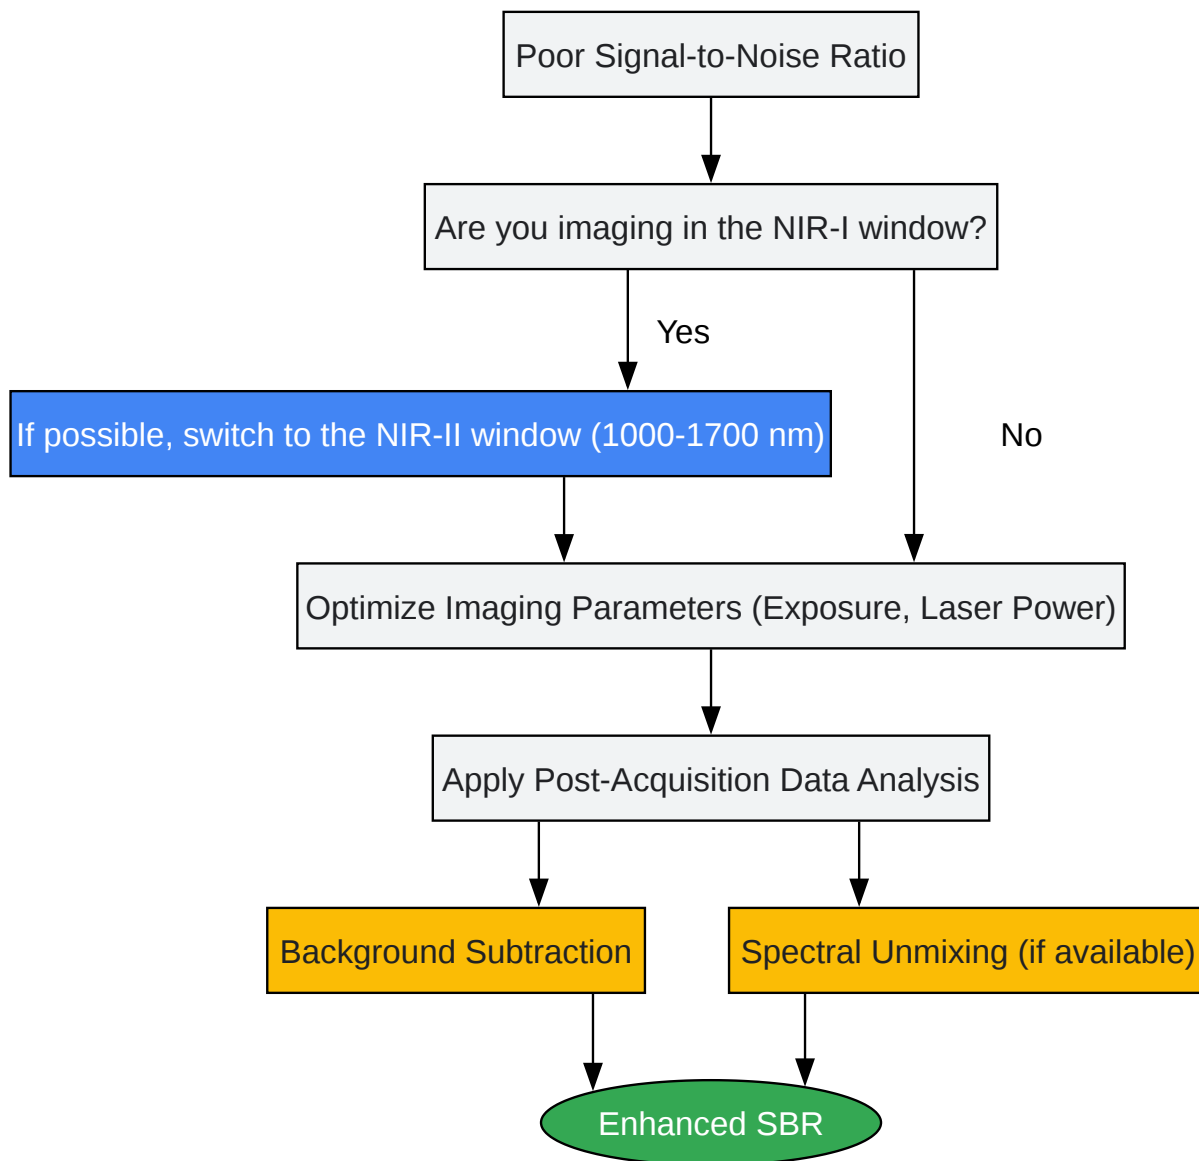 Poor Signal-to-Noise Ratio
Are you imaging in the NIR-I window?
Yes
If possible, switch to the NIR-II window (1000-1700 nm)
No
Optimize Imaging Parameters (Exposure, Laser Power)
Apply Post-Acquisition Data Analysis
Background Subtraction
Spectral Unmixing (if available)
Enhanced SBR